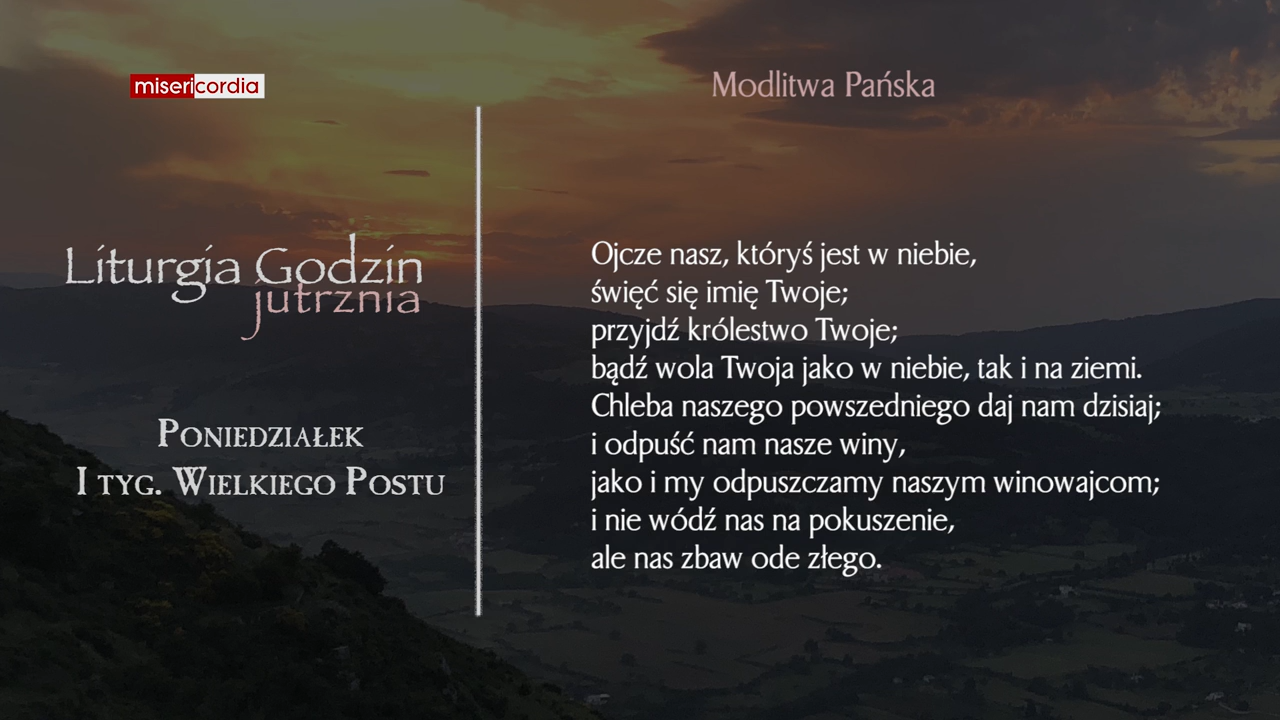 misericordia
Liturgia Godzin
jutrznia
Poniedziałek
I tyg. Wielkiego Postu
Modlitwa Pańska
Ojcze nasz, któryś jest w niebie,
święć się imię Twoje;
przyjdź królestwo Twoje;
bądź wola Twoja jako w niebie, tak i na ziemi.
Chleba naszego powszedniego daj nam dzisiaj;
i odpuść nam nasze winy,
jako i my odpuszczamy naszym winowajcom;
i nie wódź nas na pokuszenie,
ale nas zbaw ode złego.